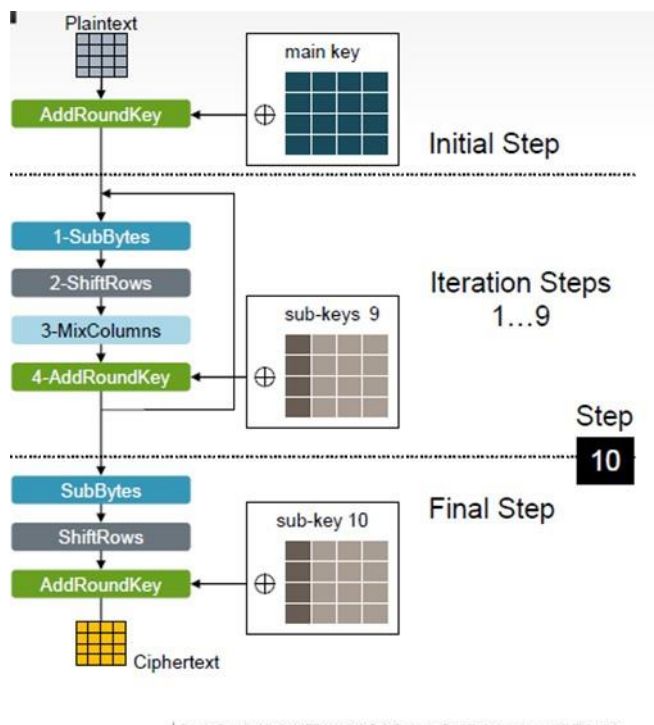 Plaintext
main key
AddRoundKey
Initial Step
1-SubBytes
2-ShiftRows
3-MixColumns
4-AddRoundKey
sub-keys 9
Iteration Steps
1...9
Step
10
SubBytes
ShiftRows
AddRoundKey
sub-key 10
Final Step
Ciphertext